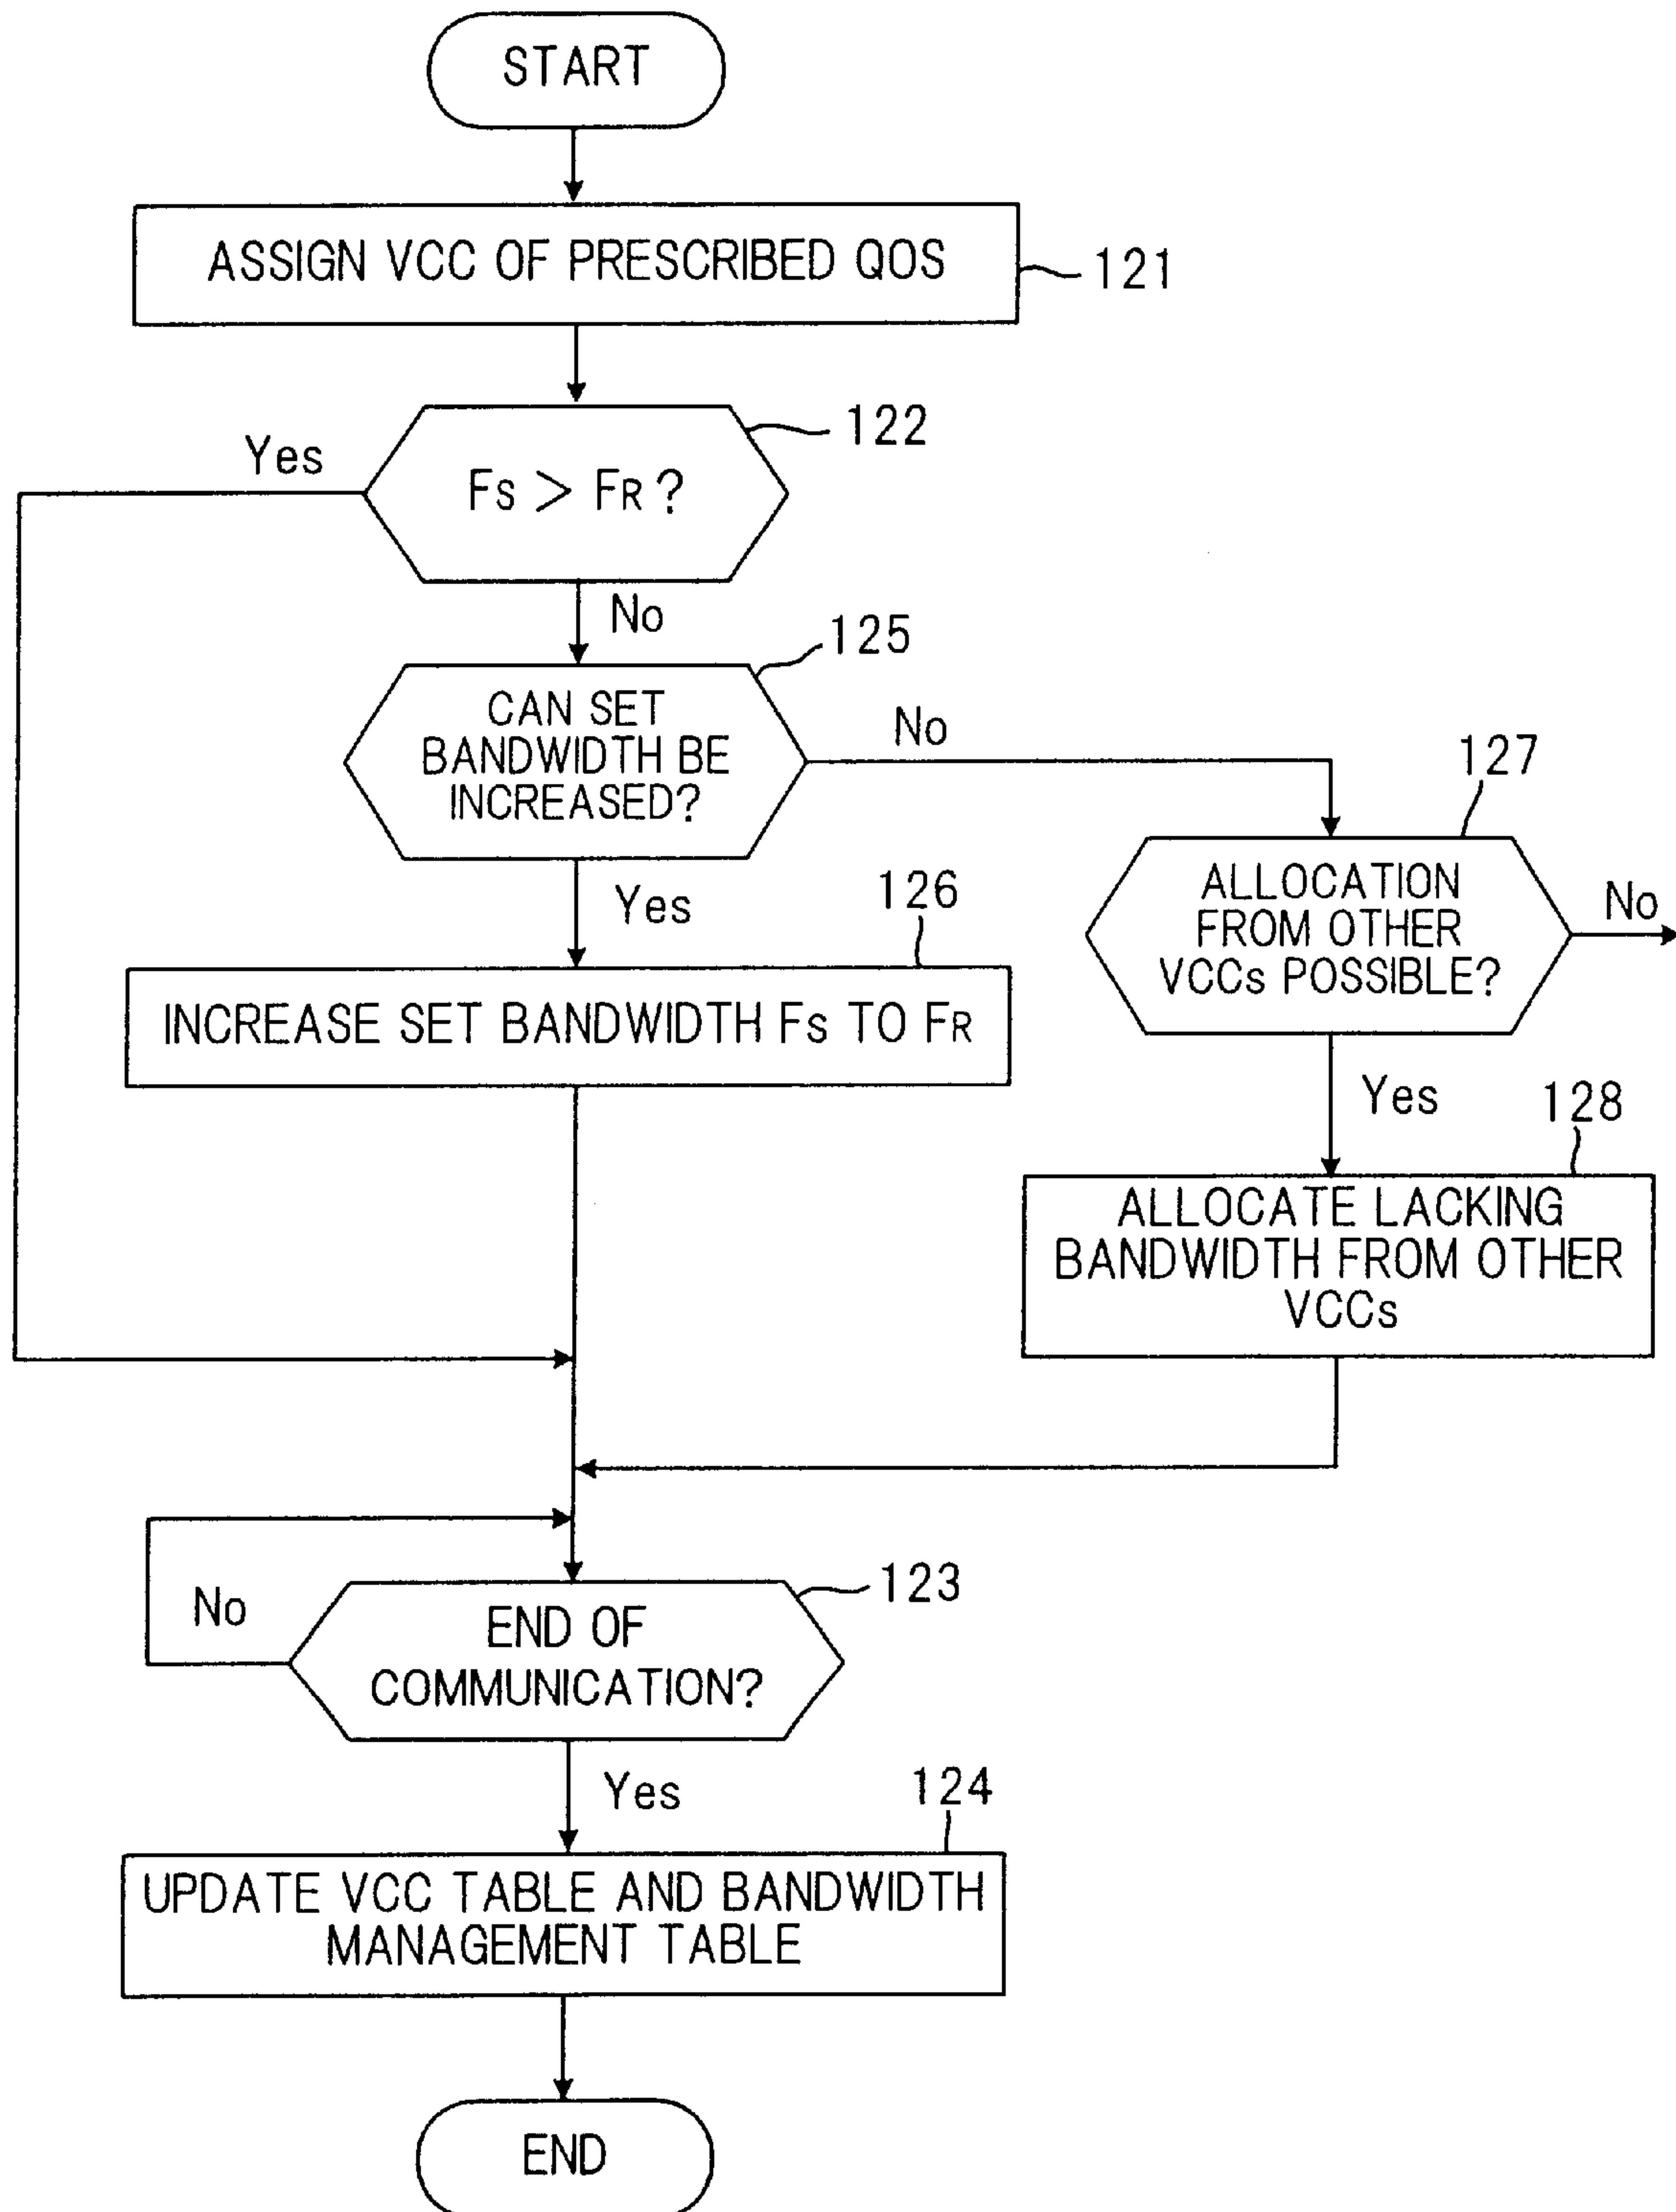 START
ASSIGN VCC OF PRESCRIBED QOS
121
122
Yes
FS > FR ?
No
125
CAN SET
BANDWIDTH BE
INCREASED?
No
127
Yes
126
ALLOCATION
FROM OTHER
VCCs POSSIBLE?
No
INCREASE SET BANDWIDTH FS TO FR
Yes
128
ALLOCATE LACKING
BANDWIDTH FROM OTHER
VCCs
123
No
END OF
COMMUNICATION?
Yes
124
UPDATE VCC TABLE AND BANDWIDTH
MANAGEMENT TABLE
END